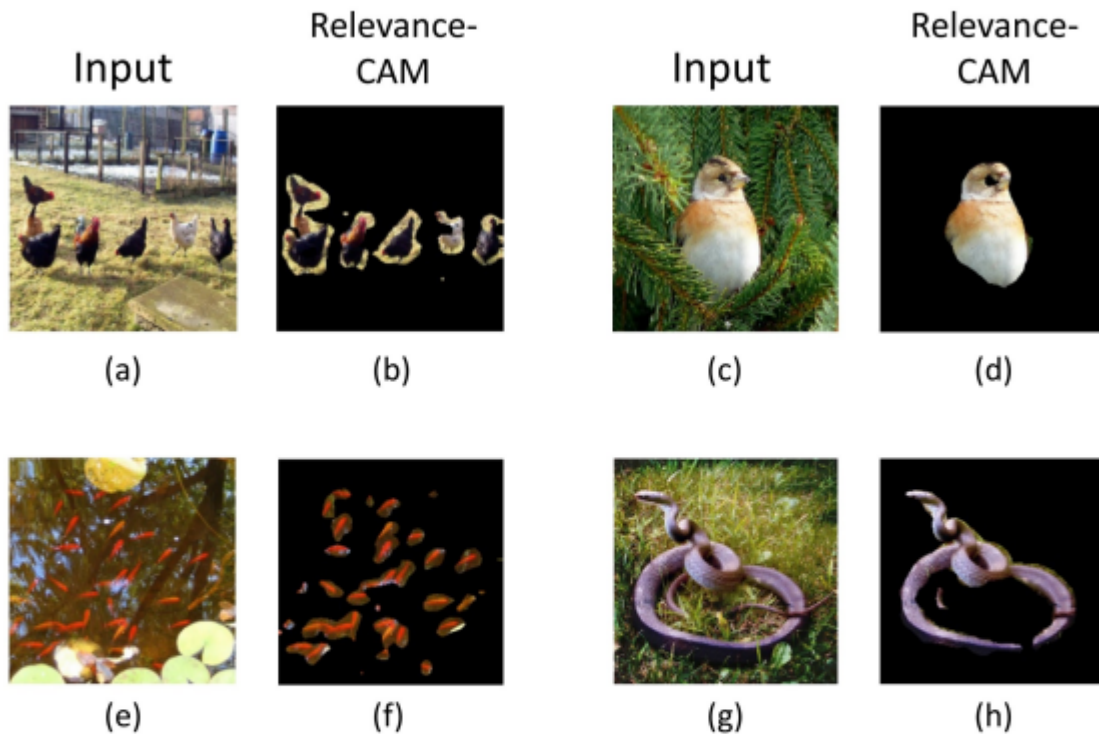 Input
Relevance-
CAM
Input
Relevance-
CAM
(a)
(b)
(c)
(d)
(e)
(f)
(g)
(h)